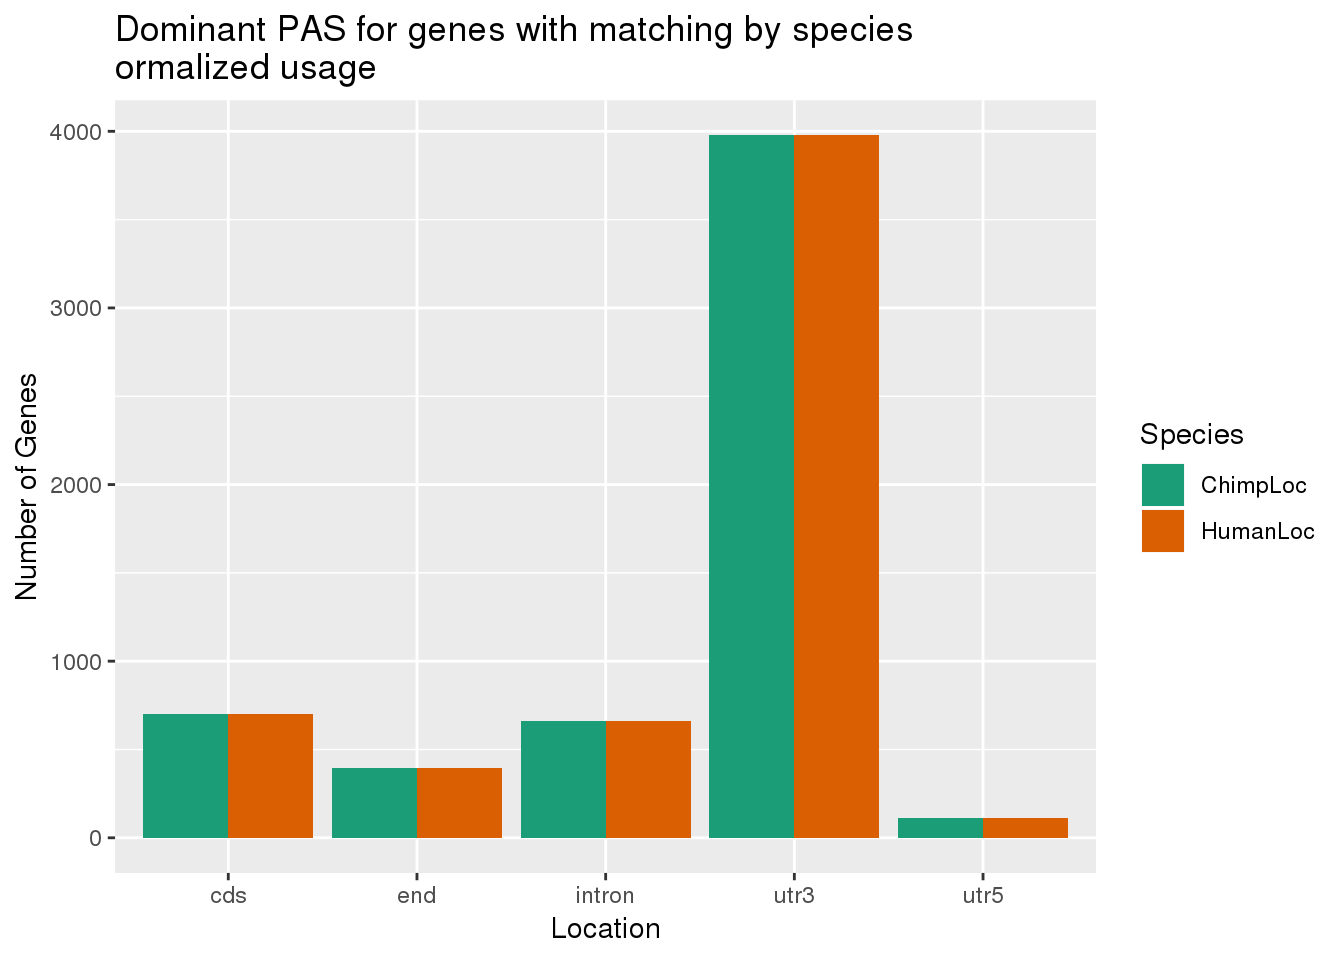 Dominant PAS for genes with matching by species
ormalized usage
4000
3000
2000
1000
0
Number of Genes
cds
end
intron
utr3
utr5
Location
Species
ChimpLoc
HumanLoc